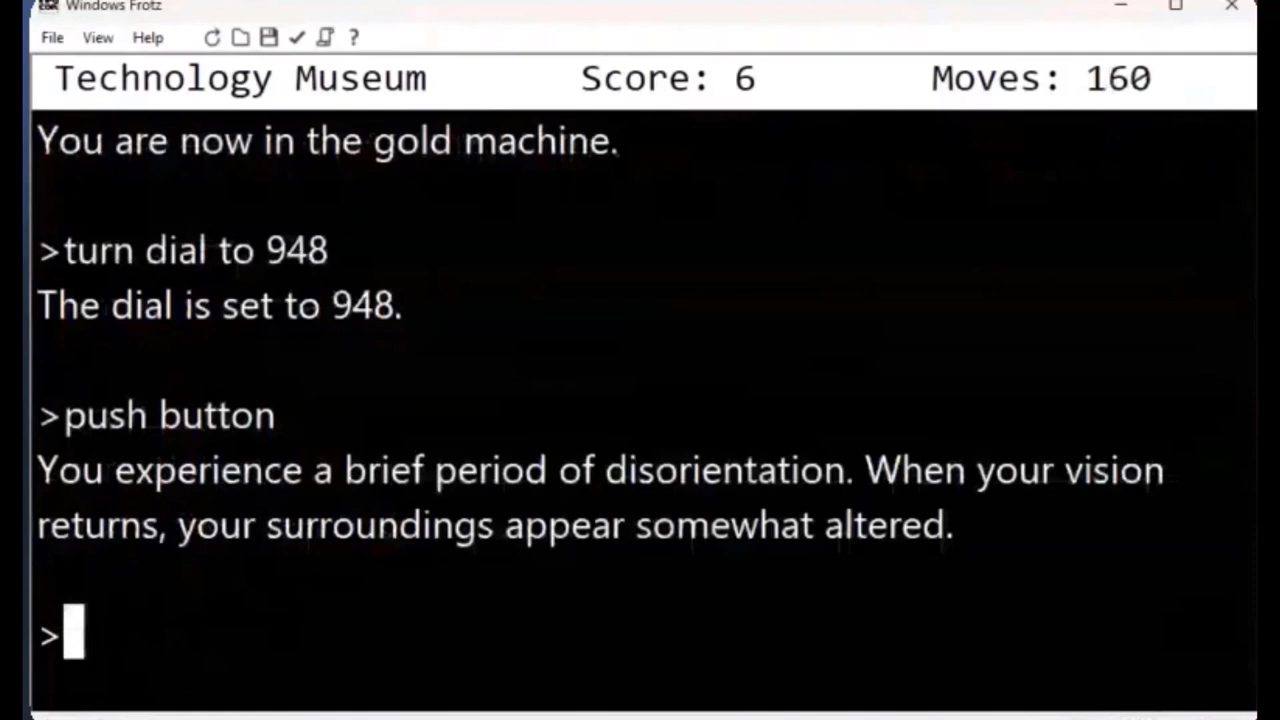 Windows Frotz
File View Help ?
Technology Museum Score: 6 Moves: 160
You are now in the gold machine.
>turn dial to 948
The dial is set to 948.
>push button
You experience a brief period of disorientation. When your vision
returns, your surroundings appear somewhat altered.
>